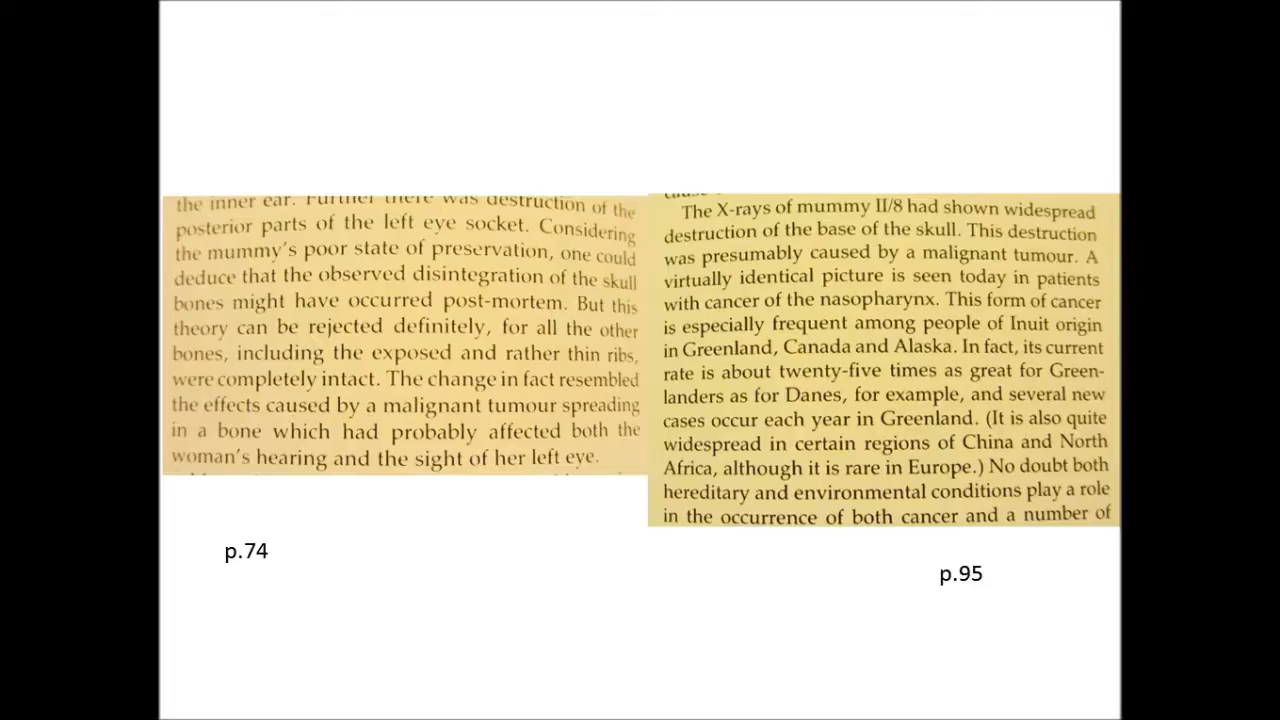 the inner ear. Further there was destruction of the
posterior parts of the left eye socket. Considering
the mummy's poor state of preservation, one could
deduce that the observed disintegration of the skull
bones might have occurred post-mortem. But this
theory can be rejected definitely, for all the other
bones, including the exposed and rather thin ribs,
were completely intact. The change in fact resembled
the effects caused by a malignant tumour spreading
in a bone which had probably affected both the
woman's hearing and the sight of her left eye.
p.74
The X-rays of mummy II/8 had shown widespread
destruction of the base of the skull. This destruction
was presumably caused by a malignant tumour. A
virtually identical picture is seen today in patients
with cancer of the nasopharynx. This form of cancer
is especially frequent among people of Inuit origin
in Greenland, Canada and Alaska. In fact, its current
rate is about twenty-five times as great for Green-
landers as for Danes, for example, and several new
cases occur each year in Greenland. (It is also quite
widespread in certain regions of China and North
Africa, although it is rare in Europe.) No doubt both
hereditary and environmental conditions play a role
in the occurrence of both cancer and a number of
p.95